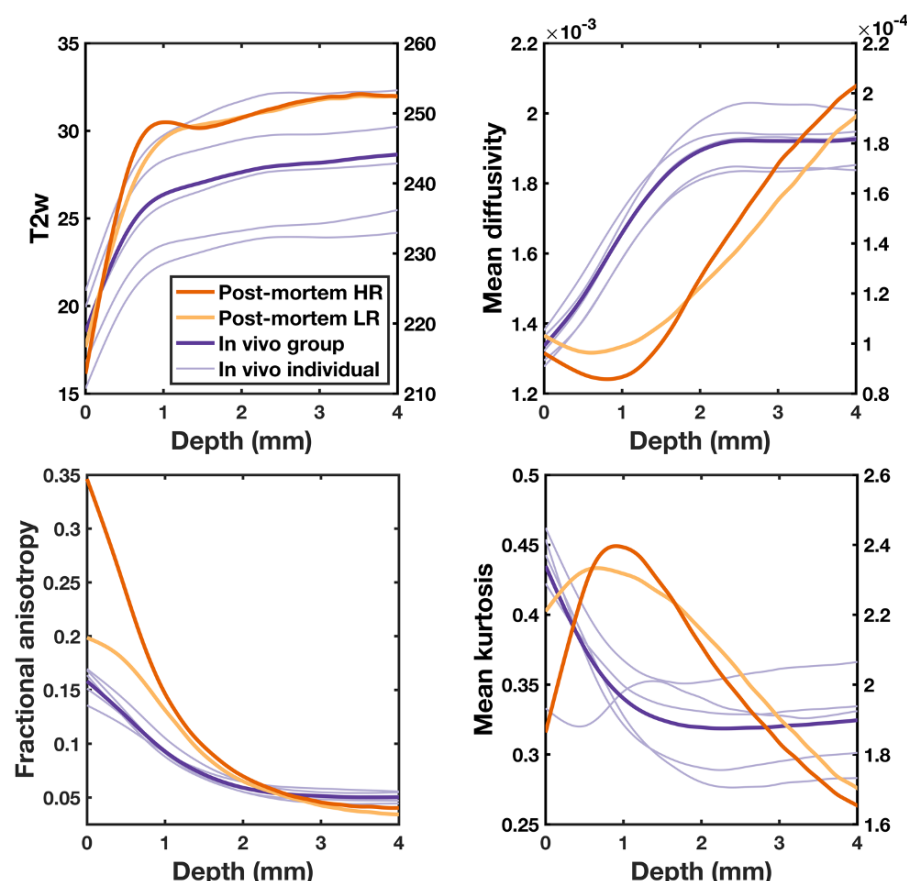 35
30
25
20
15
T2w
260
250
240
230
220
210
Post-mortem HR
Post-mortem LR
In vivo group
In vivo individual
0 1 2 3 4
Depth (mm)
×10⁻³
2.2
2
1.8
1.6
1.4
1.2
Mean diffusivity
×10⁻⁴
2.2
2
1.8
1.6
1.4
1.2
1
0.8
0 1 2 3 4
Depth (mm)
0.35
0.3
0.25
0.2
0.15
0.1
0.05
Fractional anisotropy
0 1 2 3 4
Depth (mm)
0.5
0.45
0.4
0.35
0.3
0.25
Mean kurtosis
2.6
2.4
2.2
2
1.8
1.6
0 1 2 3 4
Depth (mm)